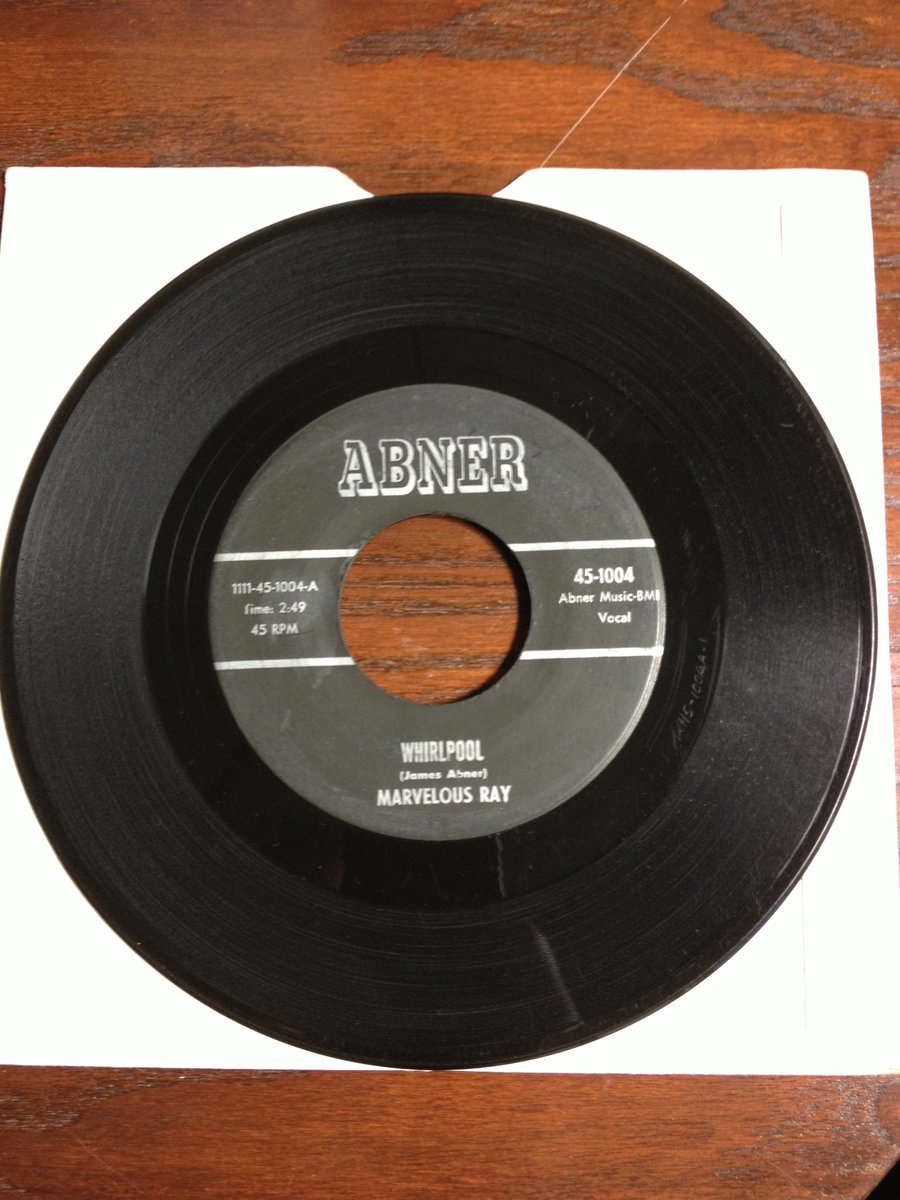 ABNER
1111-45-1004-A
Time: 2:49
45 RPM
45-1004
Abner Music-BMI
Vocal
WHIRLPOOL
(James Abner)
MARVELOUS RAY